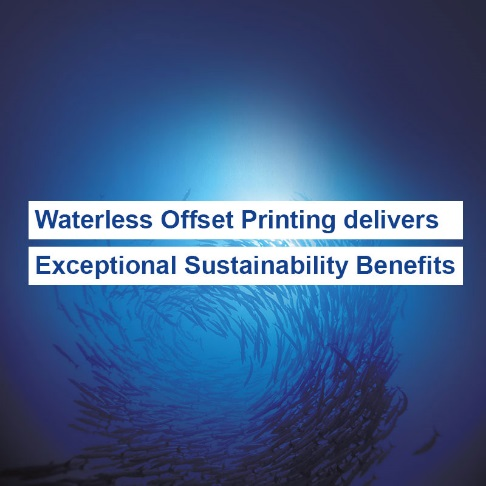 Waterless Offset Printing delivers
Exceptional Sustainability Benefits